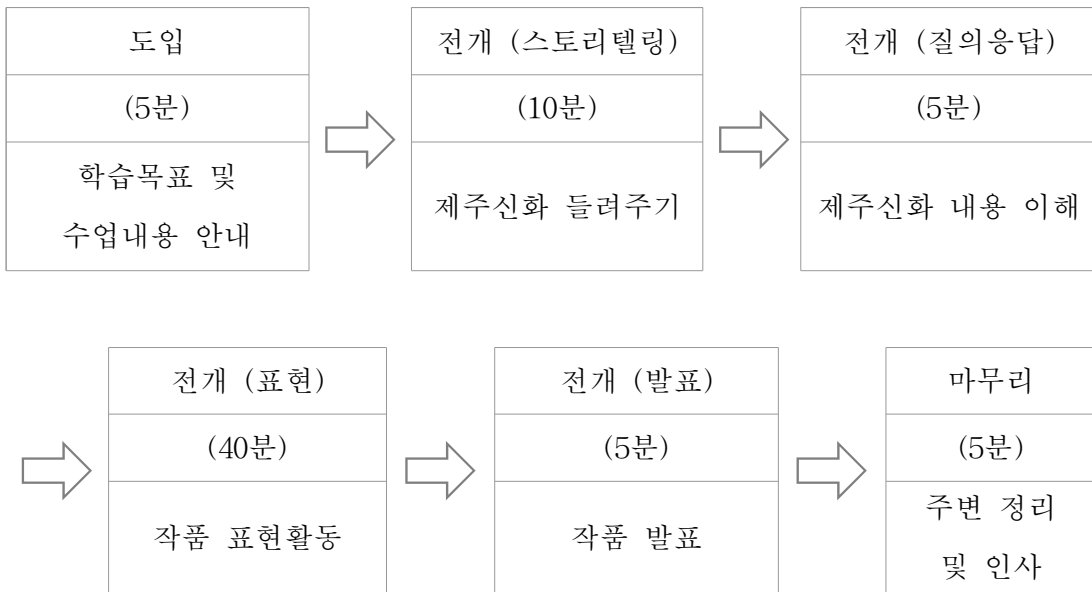 도입
(5분)
학습목표 및
수업내용 안내
전개 (스토리텔링)
(10분)
제주신화 들려주기
전개 (질의응답)
(5분)
제주신화 내용 이해
전개 (표현)
(40분)
작품 표현활동
전개 (발표)
(5분)
작품 발표
마무리
(5분)
주변 정리
및 인사